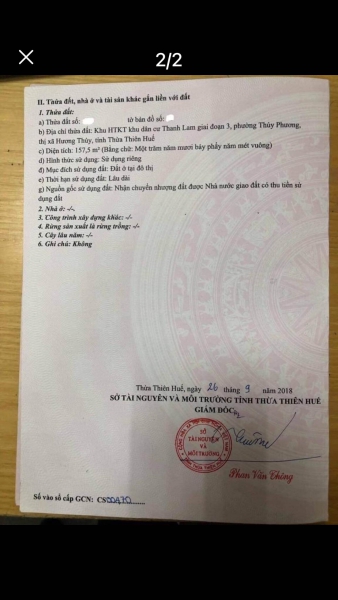 2/2
II. Thửa đất, nhà ở và tài sản khác gắn liền với đất
1. Thửa đất:
a) Thửa đất số: tờ bản đồ số:
b) Địa chỉ thửa đất: Khu HTKT khu dân cư Thanh Lam giai đoạn 3, phường Thủy Phương,
thị xã Hương Thủy, tỉnh Thừa Thiên Huế
c) Diện tích: 157,5 m² (Bằng chữ: Một trăm năm mươi bảy phẩy năm mét vuông)
d) Hình thức sử dụng: Sử dụng riêng
đ) Mục đích sử dụng đất: Đất ở tại đô thị
e) Thời hạn sử dụng đất: Lâu dài
g) Nguồn gốc sử dụng đất: Nhận chuyển nhượng đất được Nhà nước giao đất có thu tiền sử
dụng đất
2. Nhà ở: -/-
3. Công trình xây dựng khác: -/-
4. Rừng sản xuất là rừng trồng: -/-
5. Cây lâu năm: -/-
6. Ghi chú: Không
Thừa Thiên Huế, ngày 26 tháng 9 năm 2018
SỞ TÀI NGUYÊN VÀ MÔI TRƯỜNG TỈNH THỪA THIÊN HUẾ
GIÁM ĐỐC
SỞ
TÀI NGUYÊN
VÀ
MÔI TRƯỜNG
Phan Văn Thông
Số vào sổ cấp GCN: CS00470